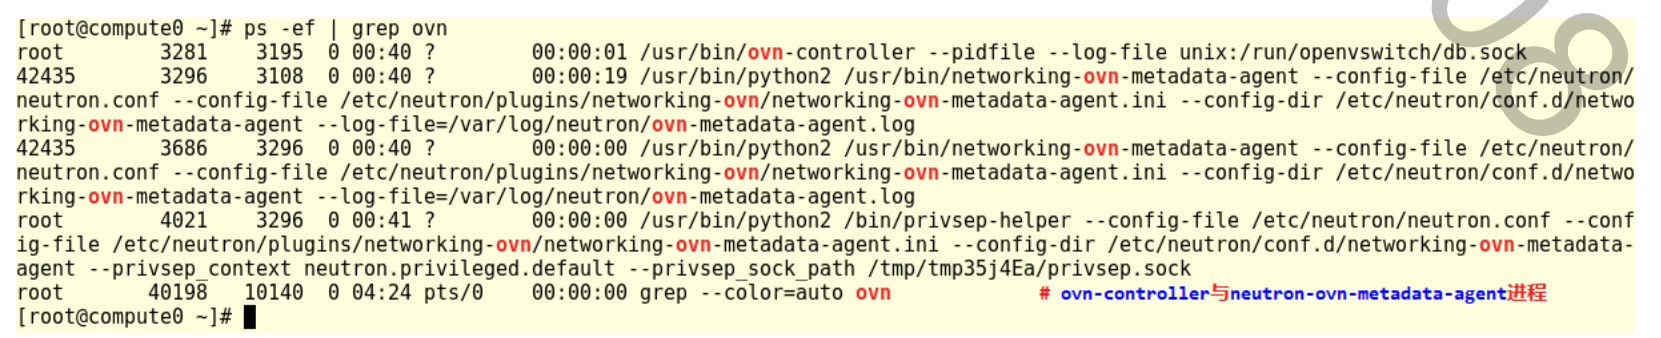 [root@compute0 ~]# ps -ef | grep ovn
root        3281    3195  0 00:40 ?        00:00:01 /usr/bin/ovn-controller --pidfile --log-file unix:/run/openvswitch/db.sock
42435       3296    3108  0 00:40 ?        00:00:19 /usr/bin/python2 /usr/bin/networking-ovn-metadata-agent --config-file /etc/neutron/
neutron.conf --config-file /etc/neutron/plugins/networking-ovn/networking-ovn-metadata-agent.ini --config-dir /etc/neutron/conf.d/netwo
rking-ovn-metadata-agent --log-file=/var/log/neutron/ovn-metadata-agent.log
42435       3686    3296  0 00:40 ?        00:00:00 /usr/bin/python2 /usr/bin/networking-ovn-metadata-agent --config-file /etc/neutron/
neutron.conf --config-file /etc/neutron/plugins/networking-ovn/networking-ovn-metadata-agent.ini --config-dir /etc/neutron/conf.d/netwo
rking-ovn-metadata-agent --log-file=/var/log/neutron/ovn-metadata-agent.log
root        4021    3296  0 00:41 ?        00:00:00 /usr/bin/python2 /bin/privsep-helper --config-file /etc/neutron/neutron.conf --conf
ig-file /etc/neutron/plugins/networking-ovn/networking-ovn-metadata-agent.ini --config-dir /etc/neutron/conf.d/networking-ovn-metadata-
agent --privsep_context neutron.privileged.default --privsep_sock_path /tmp/tmp35j4Ea/privsep.sock
root       40198   10140  0 04:24 pts/0    00:00:00 grep --color=auto ovn            # ovn-controller与neutron-ovn-metadata-agent进程
[root@compute0 ~]#